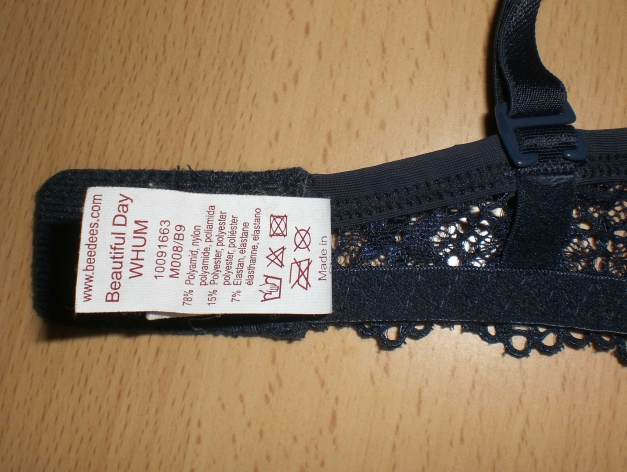 www.beedees.com
Beautiful Day
WHUM
10091663
M008/B9
78% Polyamid, nylon
polyamide, poliamida
15% Polyester, polyester
polyester, poliéster
7% Elastan, elastane
élasthanne, elastano
Made in